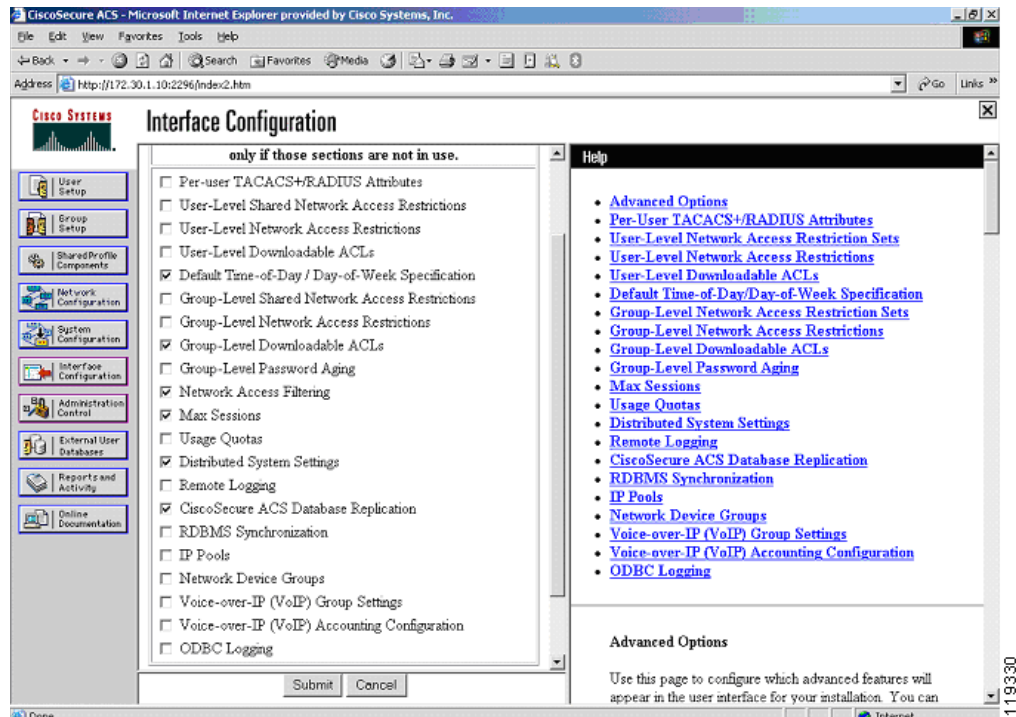 CiscoSecure ACS - Microsoft Internet Explorer provided by Cisco Systems, Inc.
File Edit View Favorites Tools Help
Back Search Favorites Media
Address http://172.30.1.10:2296/index2.htm Go Links »
CISCO SYSTEMS
Interface Configuration
User Setup
Group Setup
Shared Profile Components
Network Configuration
System Configuration
Interface Configuration
Administration Control
External User Databases
Reports and Activity
Online Documentation
only if those sections are not in use.
Per-user TACACS+/RADIUS Attributes
User-Level Shared Network Access Restrictions
User-Level Network Access Restrictions
User-Level Downloadable ACLs
Default Time-of-Day / Day-of-Week Specification
Group-Level Shared Network Access Restrictions
Group-Level Network Access Restrictions
Group-Level Downloadable ACLs
Group-Level Password Aging
Network Access Filtering
Max Sessions
Usage Quotas
Distributed System Settings
Remote Logging
CiscoSecure ACS Database Replication
RDBMS Synchronization
IP Pools
Network Device Groups
Voice-over-IP (VoIP) Group Settings
Voice-over-IP (VoIP) Accounting Configuration
ODBC Logging
Submit Cancel
Help
Advanced Options
Per-User TACACS+/RADIUS Attributes
User-Level Network Access Restriction Sets
User-Level Network Access Restrictions
User-Level Downloadable ACLs
Default Time-of-Day/Day-of-Week Specification
Group-Level Network Access Restriction Sets
Group-Level Network Access Restrictions
Group-Level Downloadable ACLs
Group-Level Password Aging
Max Sessions
Usage Quotas
Distributed System Settings
Remote Logging
CiscoSecure ACS Database Replication
RDBMS Synchronization
IP Pools
Network Device Groups
Voice-over-IP (VoIP) Group Settings
Voice-over-IP (VoIP) Accounting Configuration
ODBC Logging
Advanced Options
Use this page to configure which advanced features will
appear in the user interface for your installation. You can
Done Internet
119330